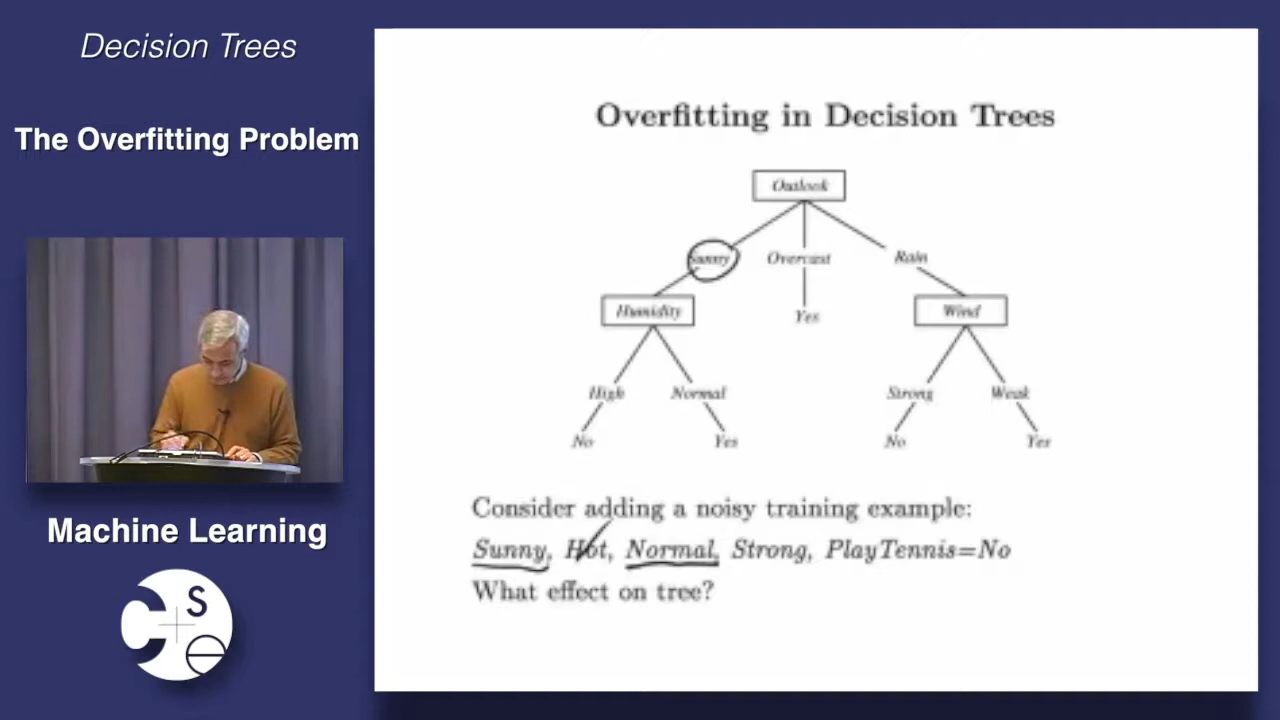 Decision Trees
The Overfitting Problem
Machine Learning
CSe
Overfitting in Decision Trees
Outlook
Sunny Overcast Rain
Humidity Yes Wind
High Normal Strong Weak
No Yes No Yes
Consider adding a noisy training example:
Sunny, Hot, Normal, Strong, PlayTennis=No
What effect on tree?